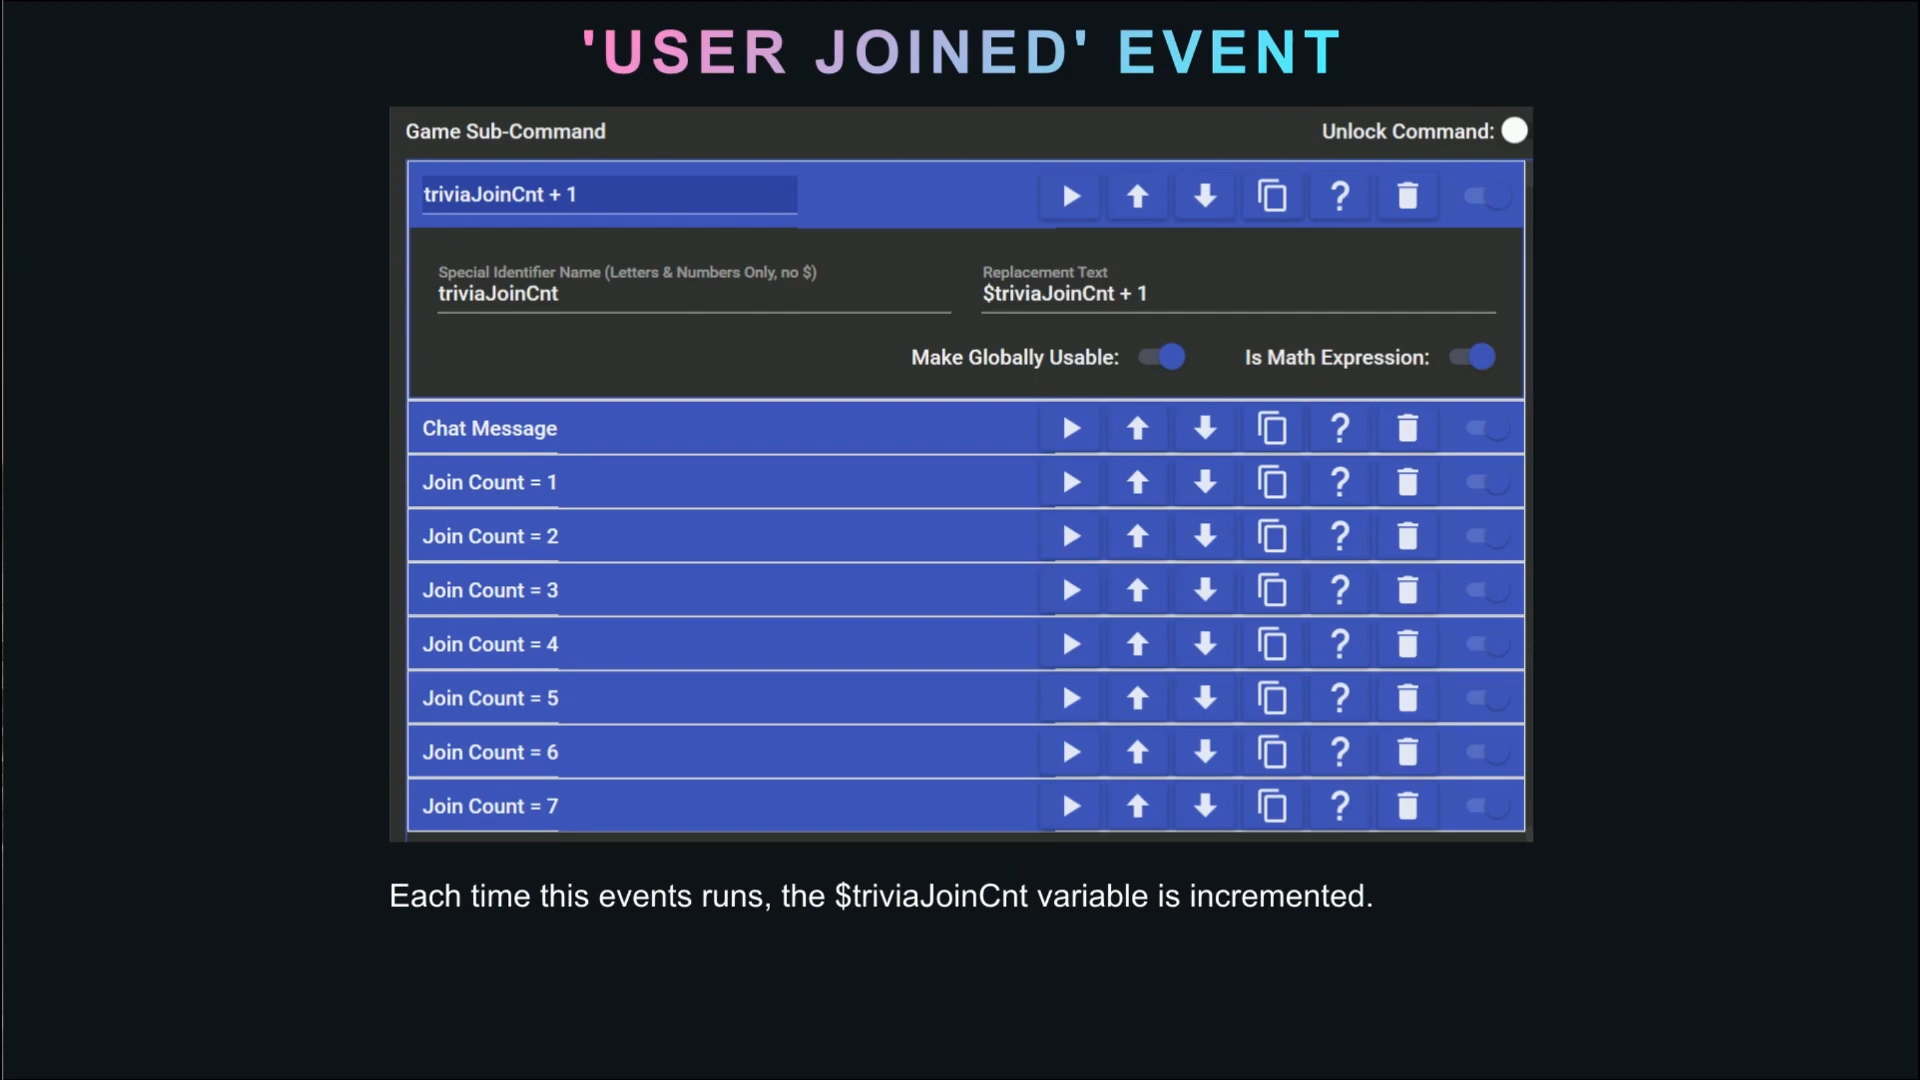 'USER JOINED' EVENT
Game Sub-Command
Unlock Command:
triviaJoinCnt + 1
Special Identifier Name (Letters & Numbers Only, no $)
triviaJoinCnt
Replacement Text
$triviaJoinCnt + 1
Make Globally Usable:
Is Math Expression:
Chat Message
Join Count = 1
Join Count = 2
Join Count = 3
Join Count = 4
Join Count = 5
Join Count = 6
Join Count = 7
Each time this events runs, the $triviaJoinCnt variable is incremented.